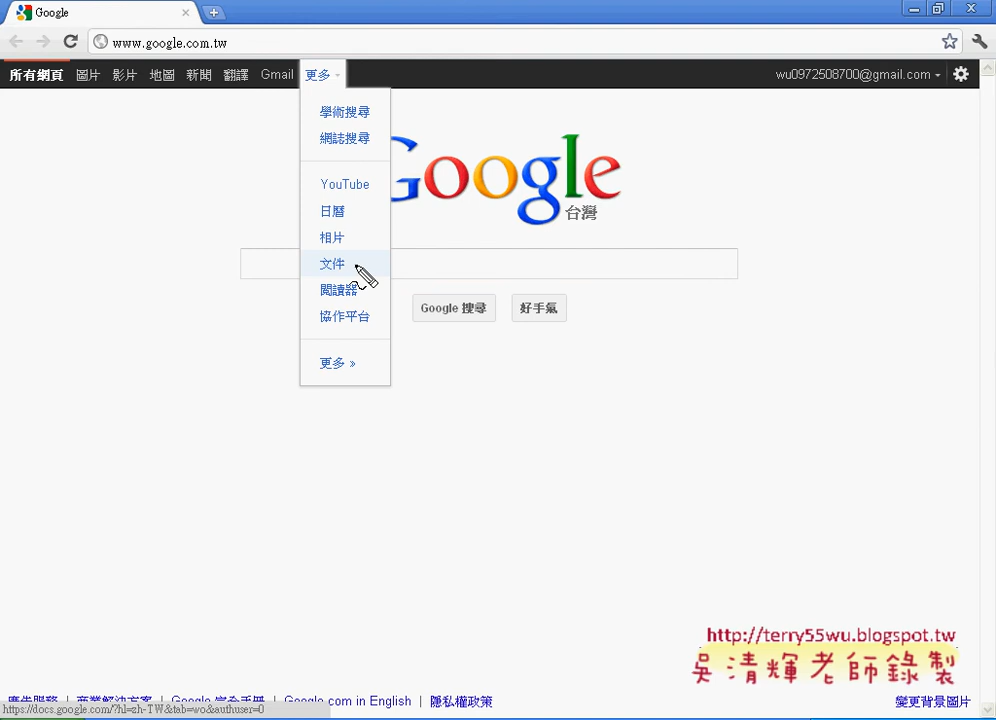 Google
www.google.com.tw
所有網頁 圖片 影片 地圖 新聞 翻譯 Gmail 更多 wu0972508700@gmail.com
學術搜尋
網誌搜尋
YouTube
日曆
相片
文件
閱讀器
協作平台
更多 »
Google
台灣
Google 搜尋 好手氣
http://terry55wu.blogspot.tw
吳清輝老師錄製
廣告服務 | 商業解決方案 | Google 完全手冊 | Google.com in English | 隱私權政策 變更背景圖片
https://docs.google.com/?hl=zh-TW&tab=wo&authuser=0